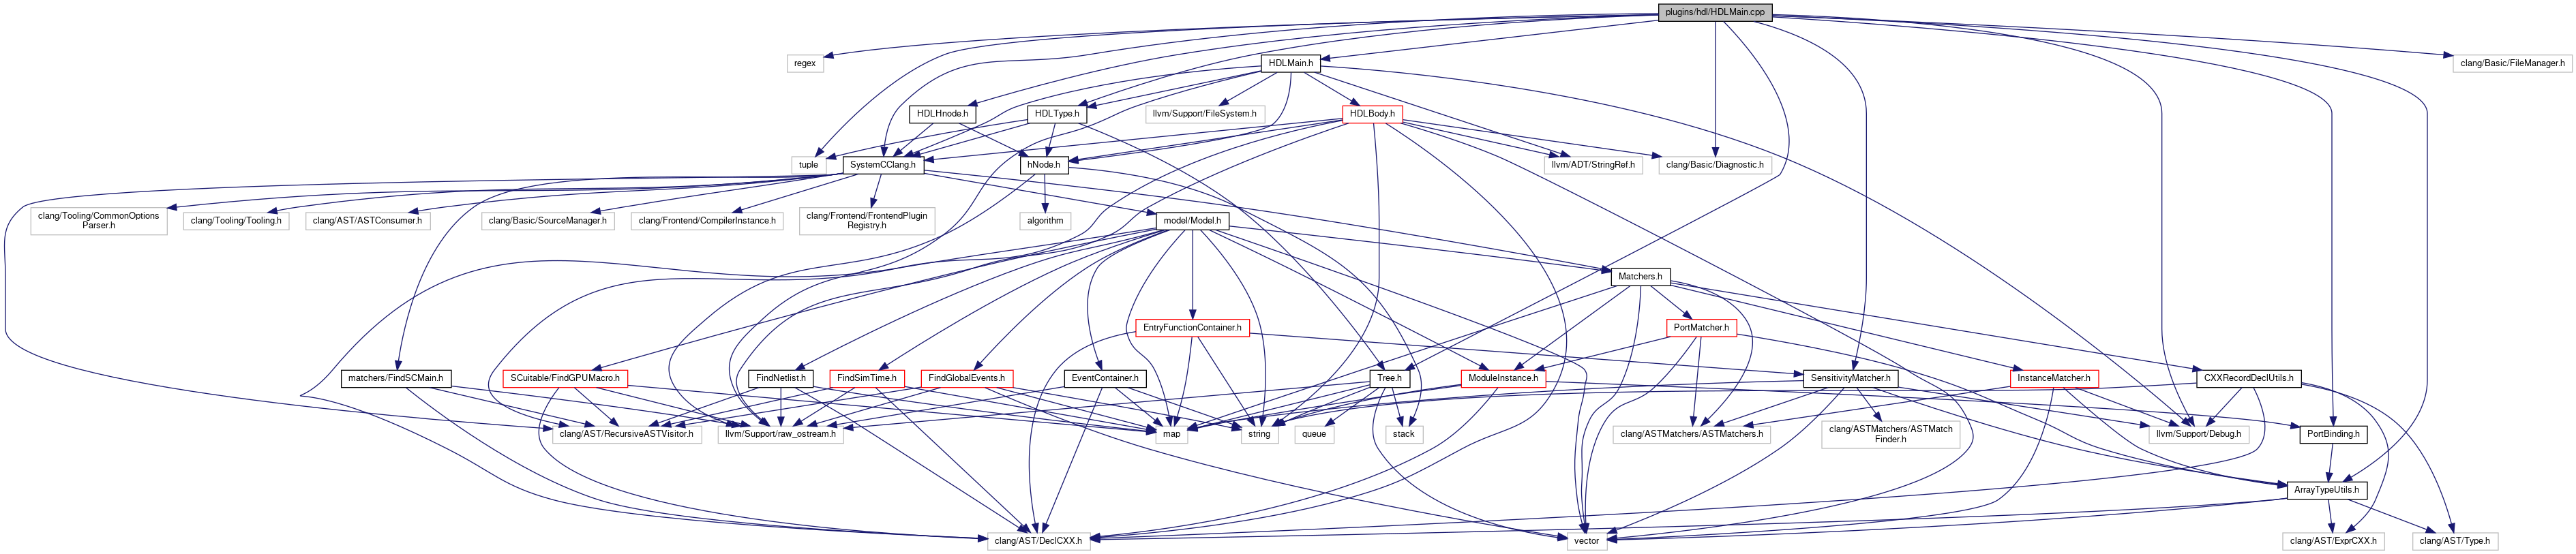 plugins/hdl/HDLMain.cpp
regex
HDLMain.h
clang/Basic/FileManager.h
HDLHnode.h
HDLType.h
llvm/Support/FileSystem.h
HDLBody.h
tuple
SystemCClang.h
hNode.h
llvm/ADT/StringRef.h
clang/Basic/Diagnostic.h
clang/Tooling/CommonOptions
Parser.h
clang/Tooling/Tooling.h
clang/AST/ASTConsumer.h
clang/Basic/SourceManager.h
clang/Frontend/CompilerInstance.h
clang/Frontend/FrontendPlugin
Registry.h
algorithm
model/Model.h
Matchers.h
EntryFunctionContainer.h
PortMatcher.h
matchers/FindSCMain.h
SCuitable/FindGPUMacro.h
FindNetlist.h
FindSimTime.h
FindGlobalEvents.h
EventContainer.h
Tree.h
ModuleInstance.h
SensitivityMatcher.h
InstanceMatcher.h
CXXRecordDeclUtils.h
clang/AST/RecursiveASTVisitor.h
llvm/Support/raw_ostream.h
map
string
queue
stack
clang/ASTMatchers/ASTMatchers.h
clang/ASTMatchers/ASTMatch
Finder.h
llvm/Support/Debug.h
PortBinding.h
ArrayTypeUtils.h
clang/AST/DeclCXX.h
vector
clang/AST/ExprCXX.h
clang/AST/Type.h